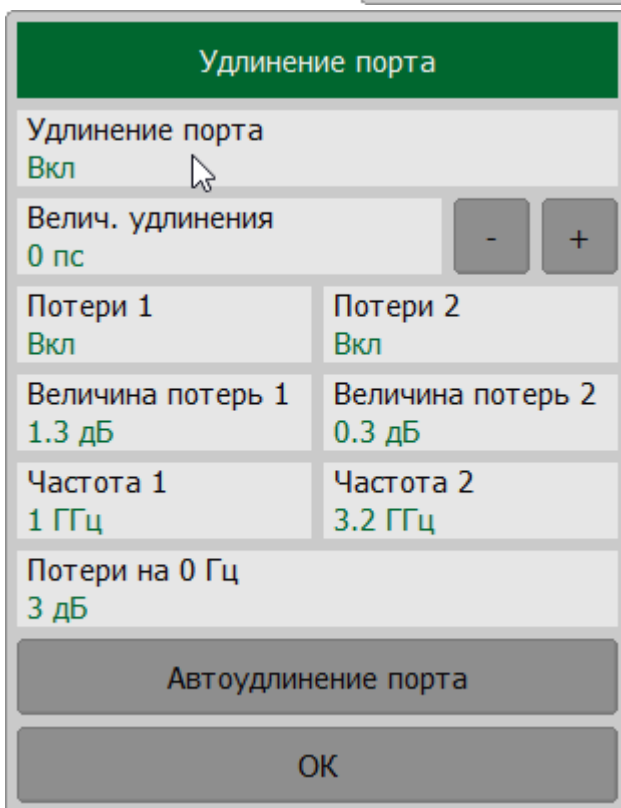 Удлинение порта
Удлинение порта
Вкл
Велич. удлинения
0 пс
-
+
Потери 1
Вкл
Потери 2
Вкл
Величина потерь 1
1.3 дБ
Величина потерь 2
0.3 дБ
Частота 1
1 ГГц
Частота 2
3.2 ГГц
Потери на 0 Гц
3 дБ
Автоудлинение порта
ОК